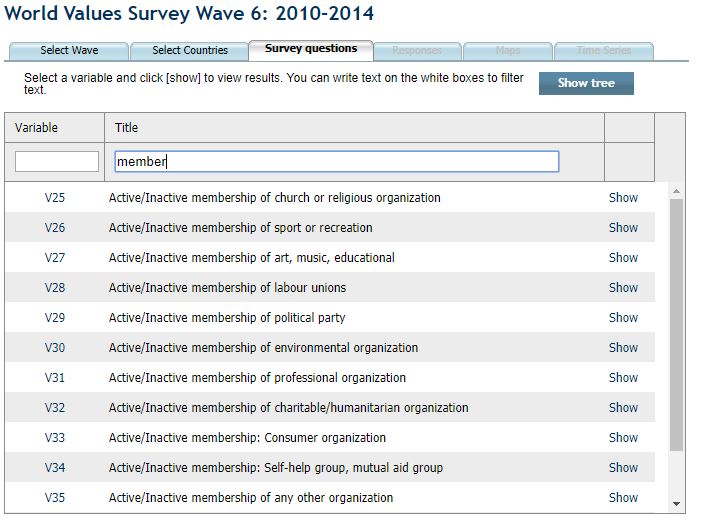 World Values Survey Wave 6: 2010-2014
Select Wave Select Countries Survey questions Responses Maps Time Series
Select a variable and click [show] to view results. You can write text on the white boxes to filter
text.
Show tree
Variable Title
member
V25 Active/Inactive membership of church or religious organization Show
V26 Active/Inactive membership of sport or recreation Show
V27 Active/Inactive membership of art, music, educational Show
V28 Active/Inactive membership of labour unions Show
V29 Active/Inactive membership of political party Show
V30 Active/Inactive membership of environmental organization Show
V31 Active/Inactive membership of professional organization Show
V32 Active/Inactive membership of charitable/humanitarian organization Show
V33 Active/Inactive membership: Consumer organization Show
V34 Active/Inactive membership: Self-help group, mutual aid group Show
V35 Active/Inactive membership of any other organization Show